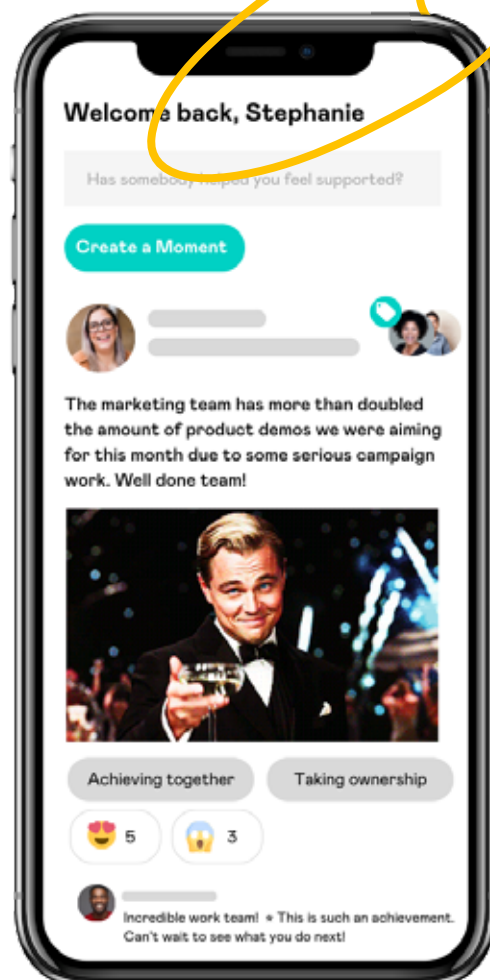 Welcome back, Stephanie
Has somebody helped you feel supported?
Create a Moment
The marketing team has more than doubled
the amount of product demos we were aiming
for this month due to some serious campaign
work. Well done team!
Achieving together
Taking ownership
5
3
Incredible work team! * This is such an achievement.
Can't wait to see what you do next!